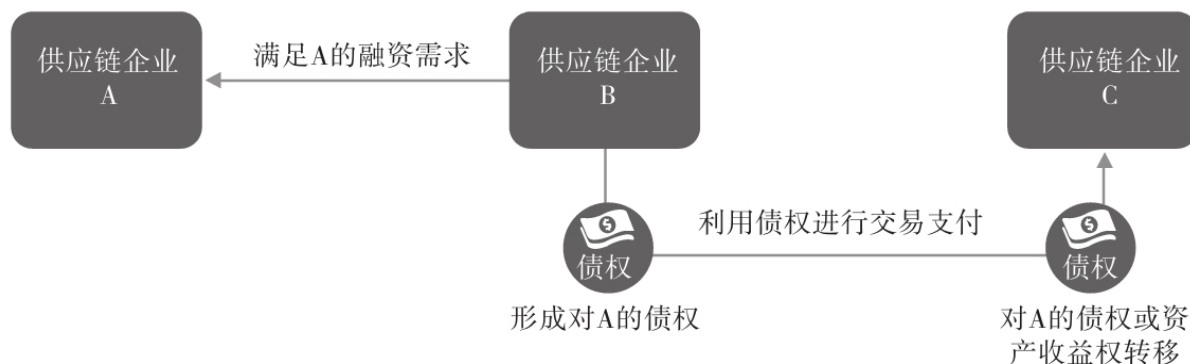 供应链企业
A
满足A的融资需求
供应链企业
B
供应链企业
C
利用债权进行交易支付
债权
债权
形成对A的债权
对A的债权或资
产收益权转移